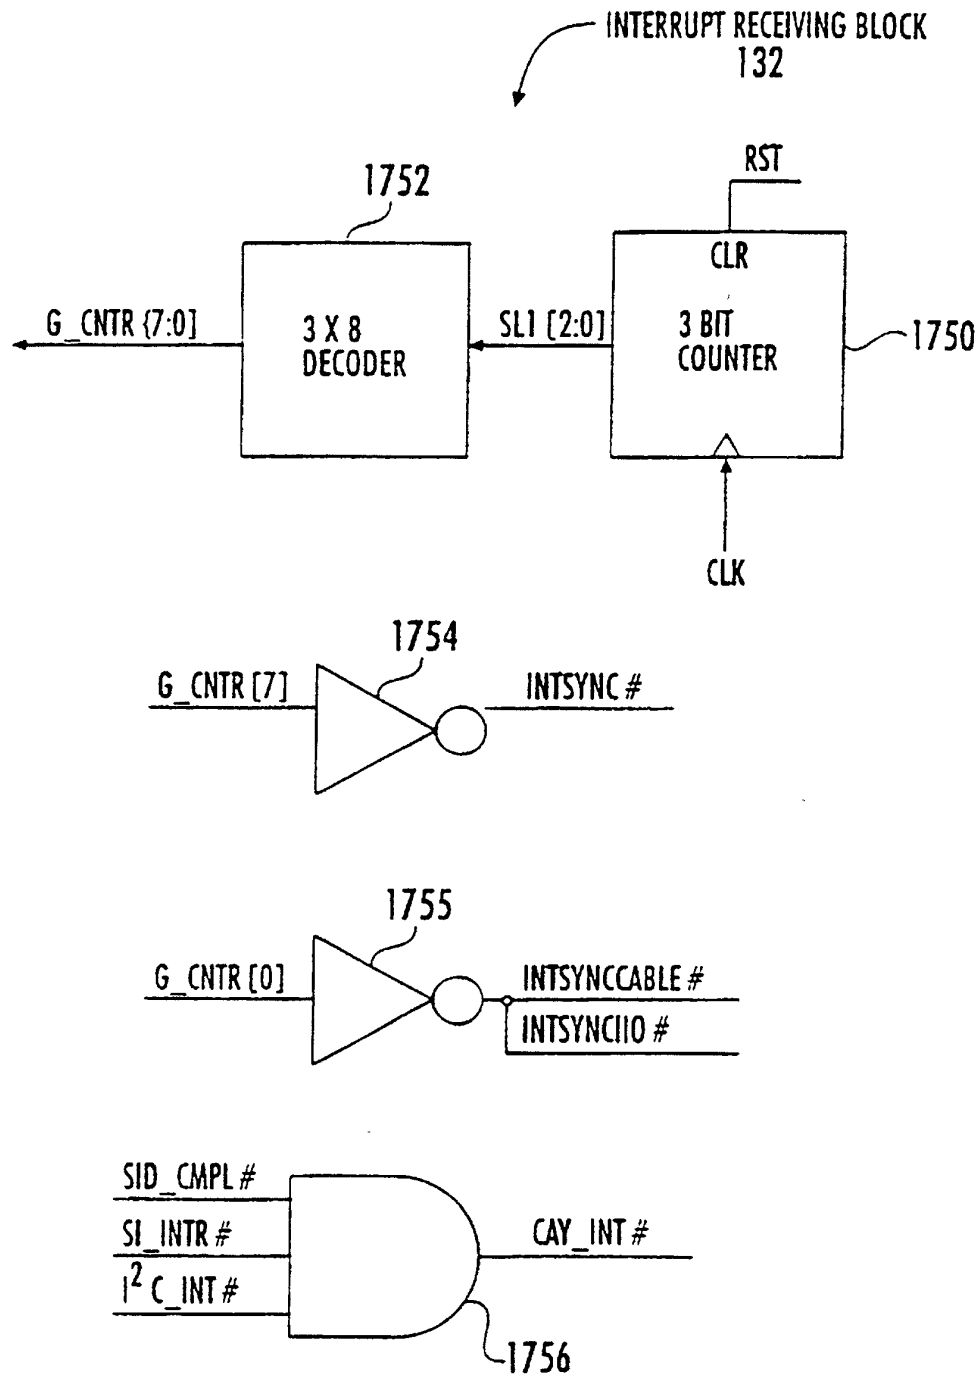 INTERRUPT RECEIVING BLOCK
132
RST
1752
CLR
G_CNTR {7:0]
3 X 8
DECODER
SL1 [2:0]
3 BIT
COUNTER
1750
CLK
1754
G_CNTR [7]
INTSYNC #
1755
G_CNTR [0]
INTSYNCCABLE #
INTSYNCIIO #
SID_CMPL #
SI_INTR #
CAY_INT #
I² C_INT #
1756